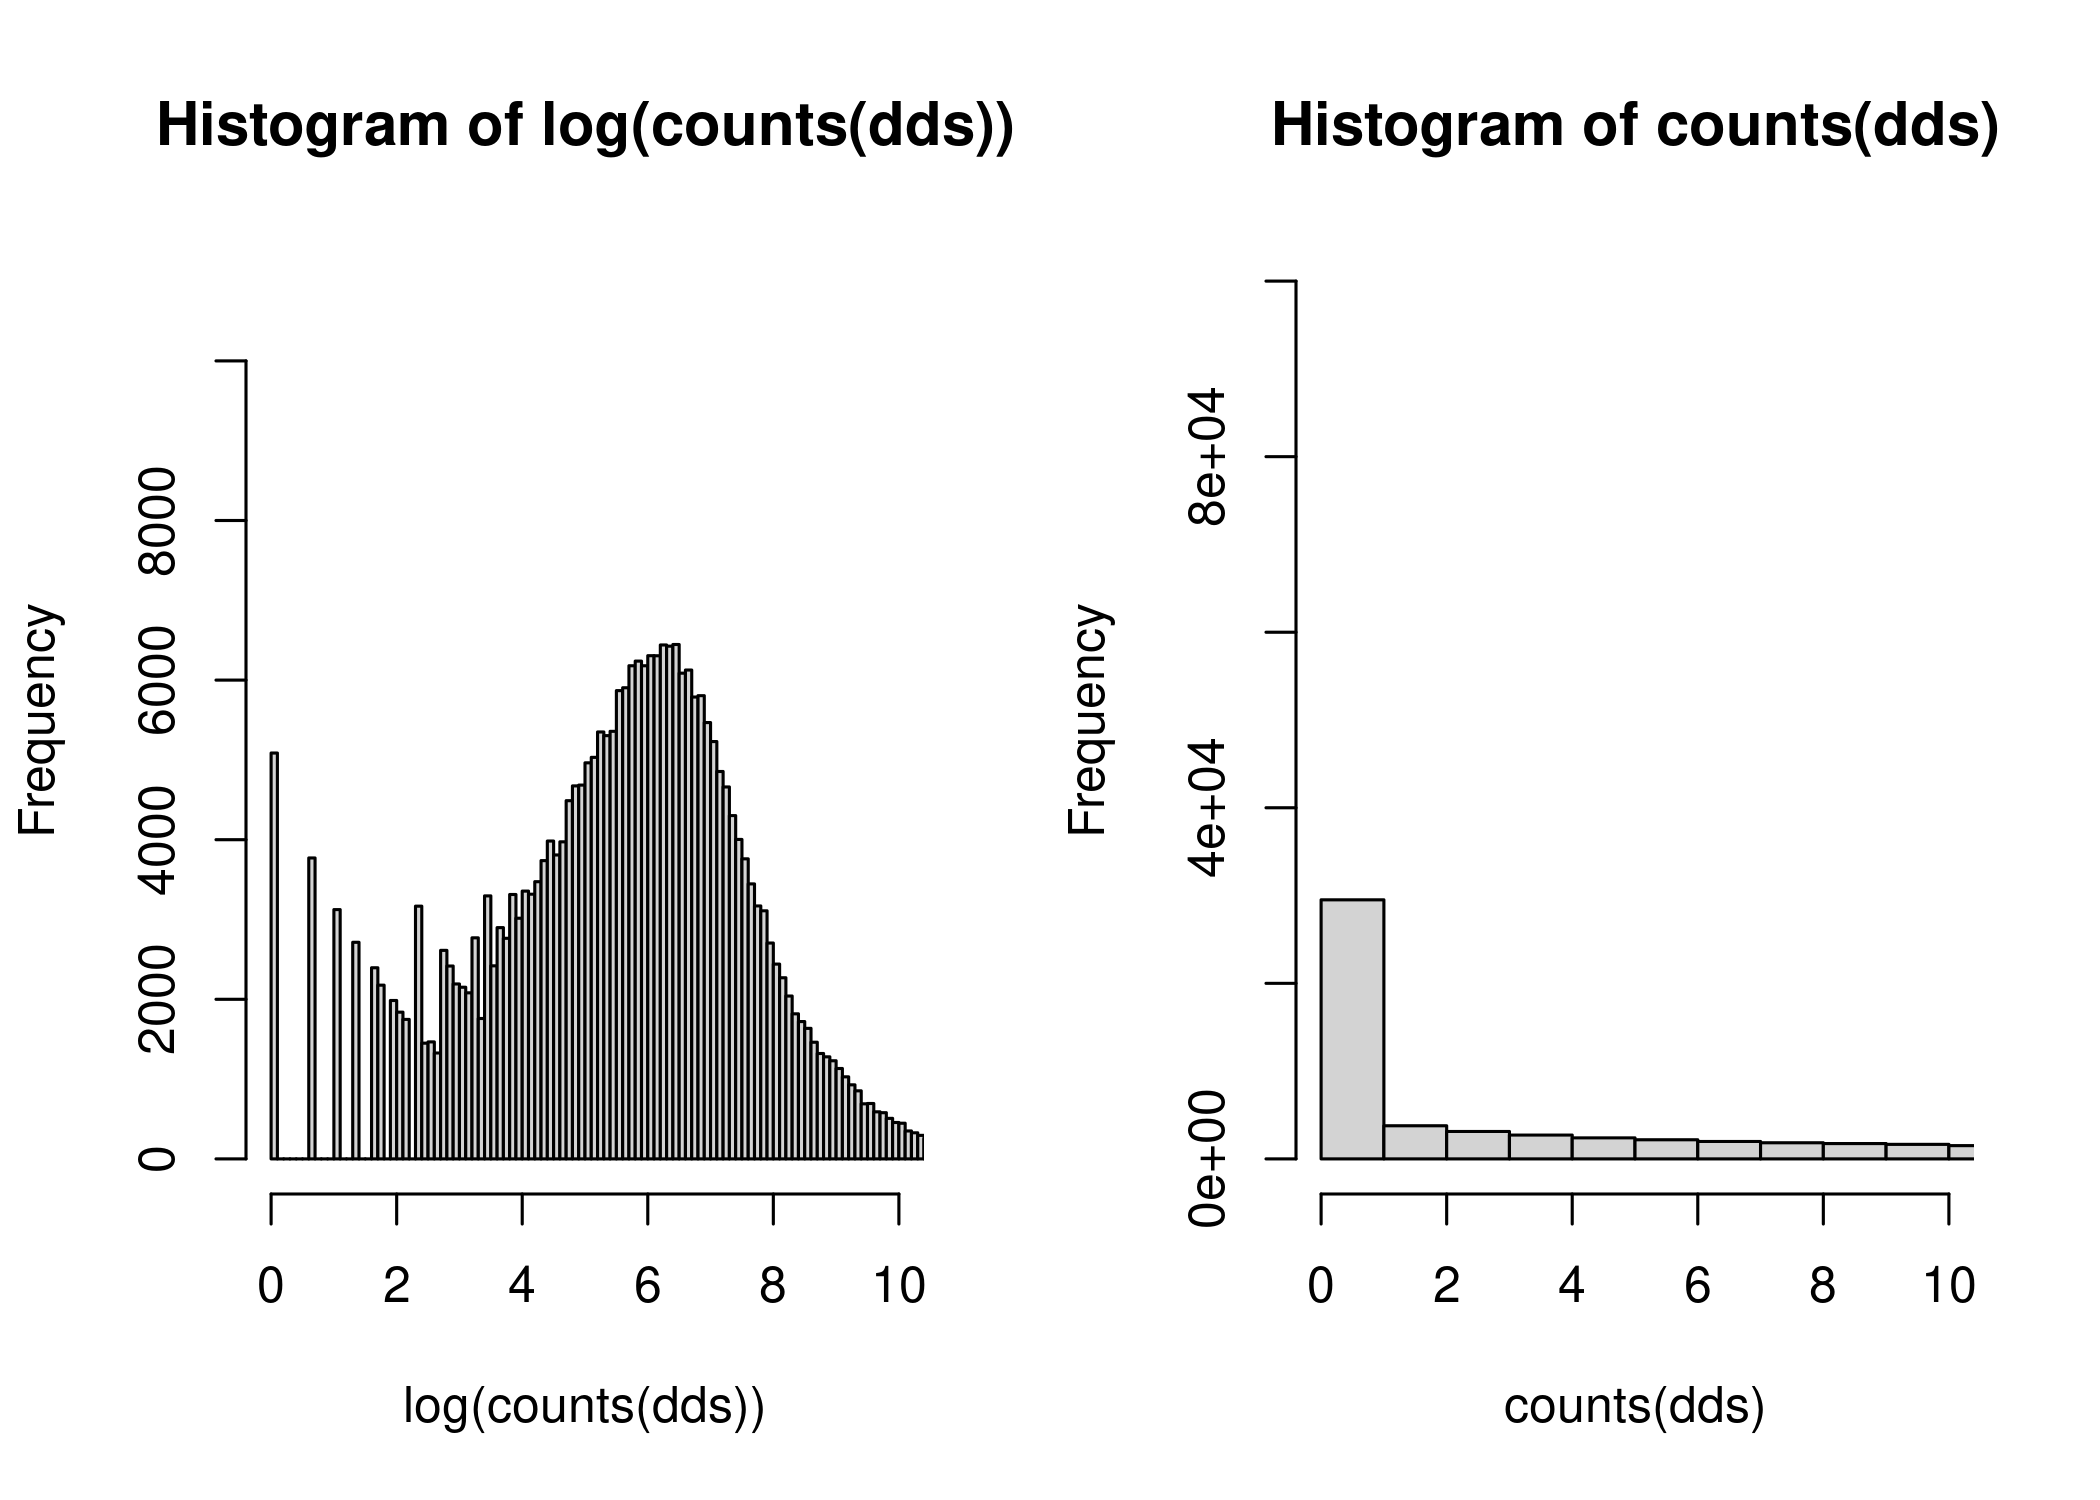 Histogram of log(counts(dds))
Frequency
8000
6000
4000
2000
0
0 2 4 6 8 10
log(counts(dds))
Histogram of counts(dds)
Frequency
8e+04
4e+04
0e+00
0 2 4 6 8 10
counts(dds)